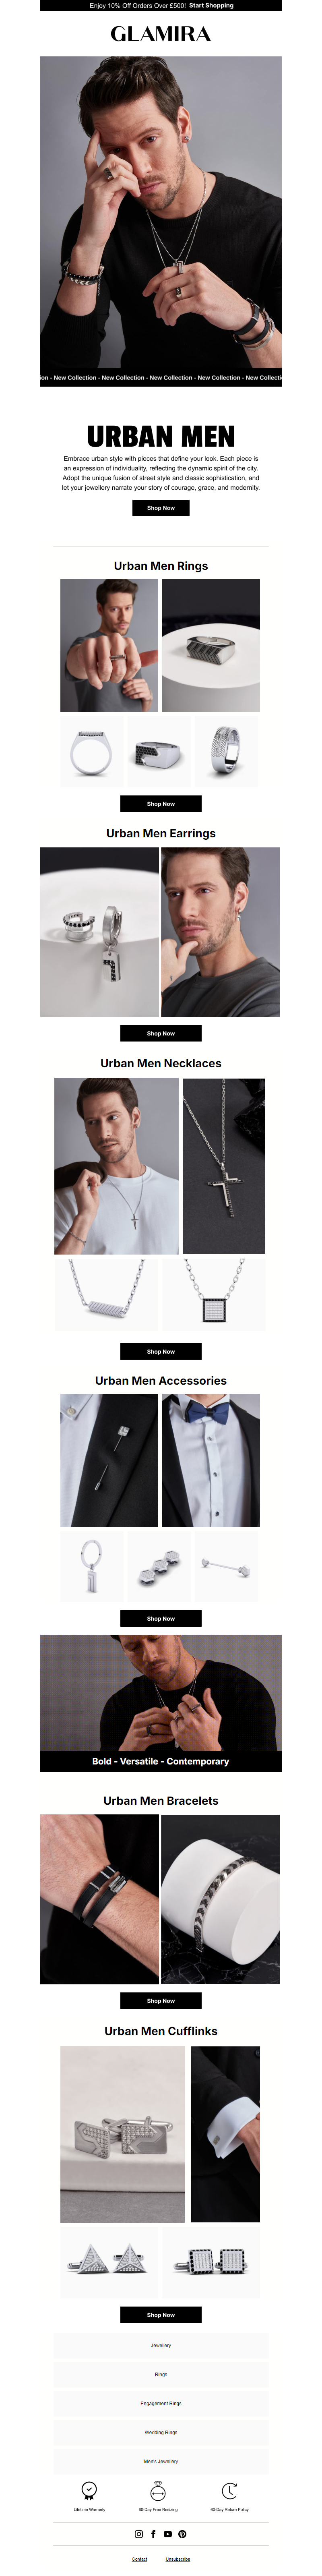 Enjoy 10% Off Orders Over £500! Start Shopping
GLAMIRA
on - New Collection - New Collection - New Collection - New Collection - New Collecti
URBAN MEN
Embrace urban style with pieces that define your look. Each piece is
an expression of individuality, reflecting the dynamic spirit of the city.
Adopt the unique fusion of street style and classic sophistication, and
let your jewellery narrate your story of courage, grace, and modernity.
Shop Now
Urban Men Rings
Shop Now
Urban Men Earrings
Shop Now
Urban Men Necklaces
Shop Now
Urban Men Accessories
Shop Now
Bold - Versatile - Contemporary
Urban Men Bracelets
Shop Now
Urban Men Cufflinks
Shop Now
Jewellery
Rings
Engagement Rings
Wedding Rings
Men's Jewellery
Lifetime Warranty
60-Day Free Resizing
60-Day Return Policy
Contact
Unsubscribe